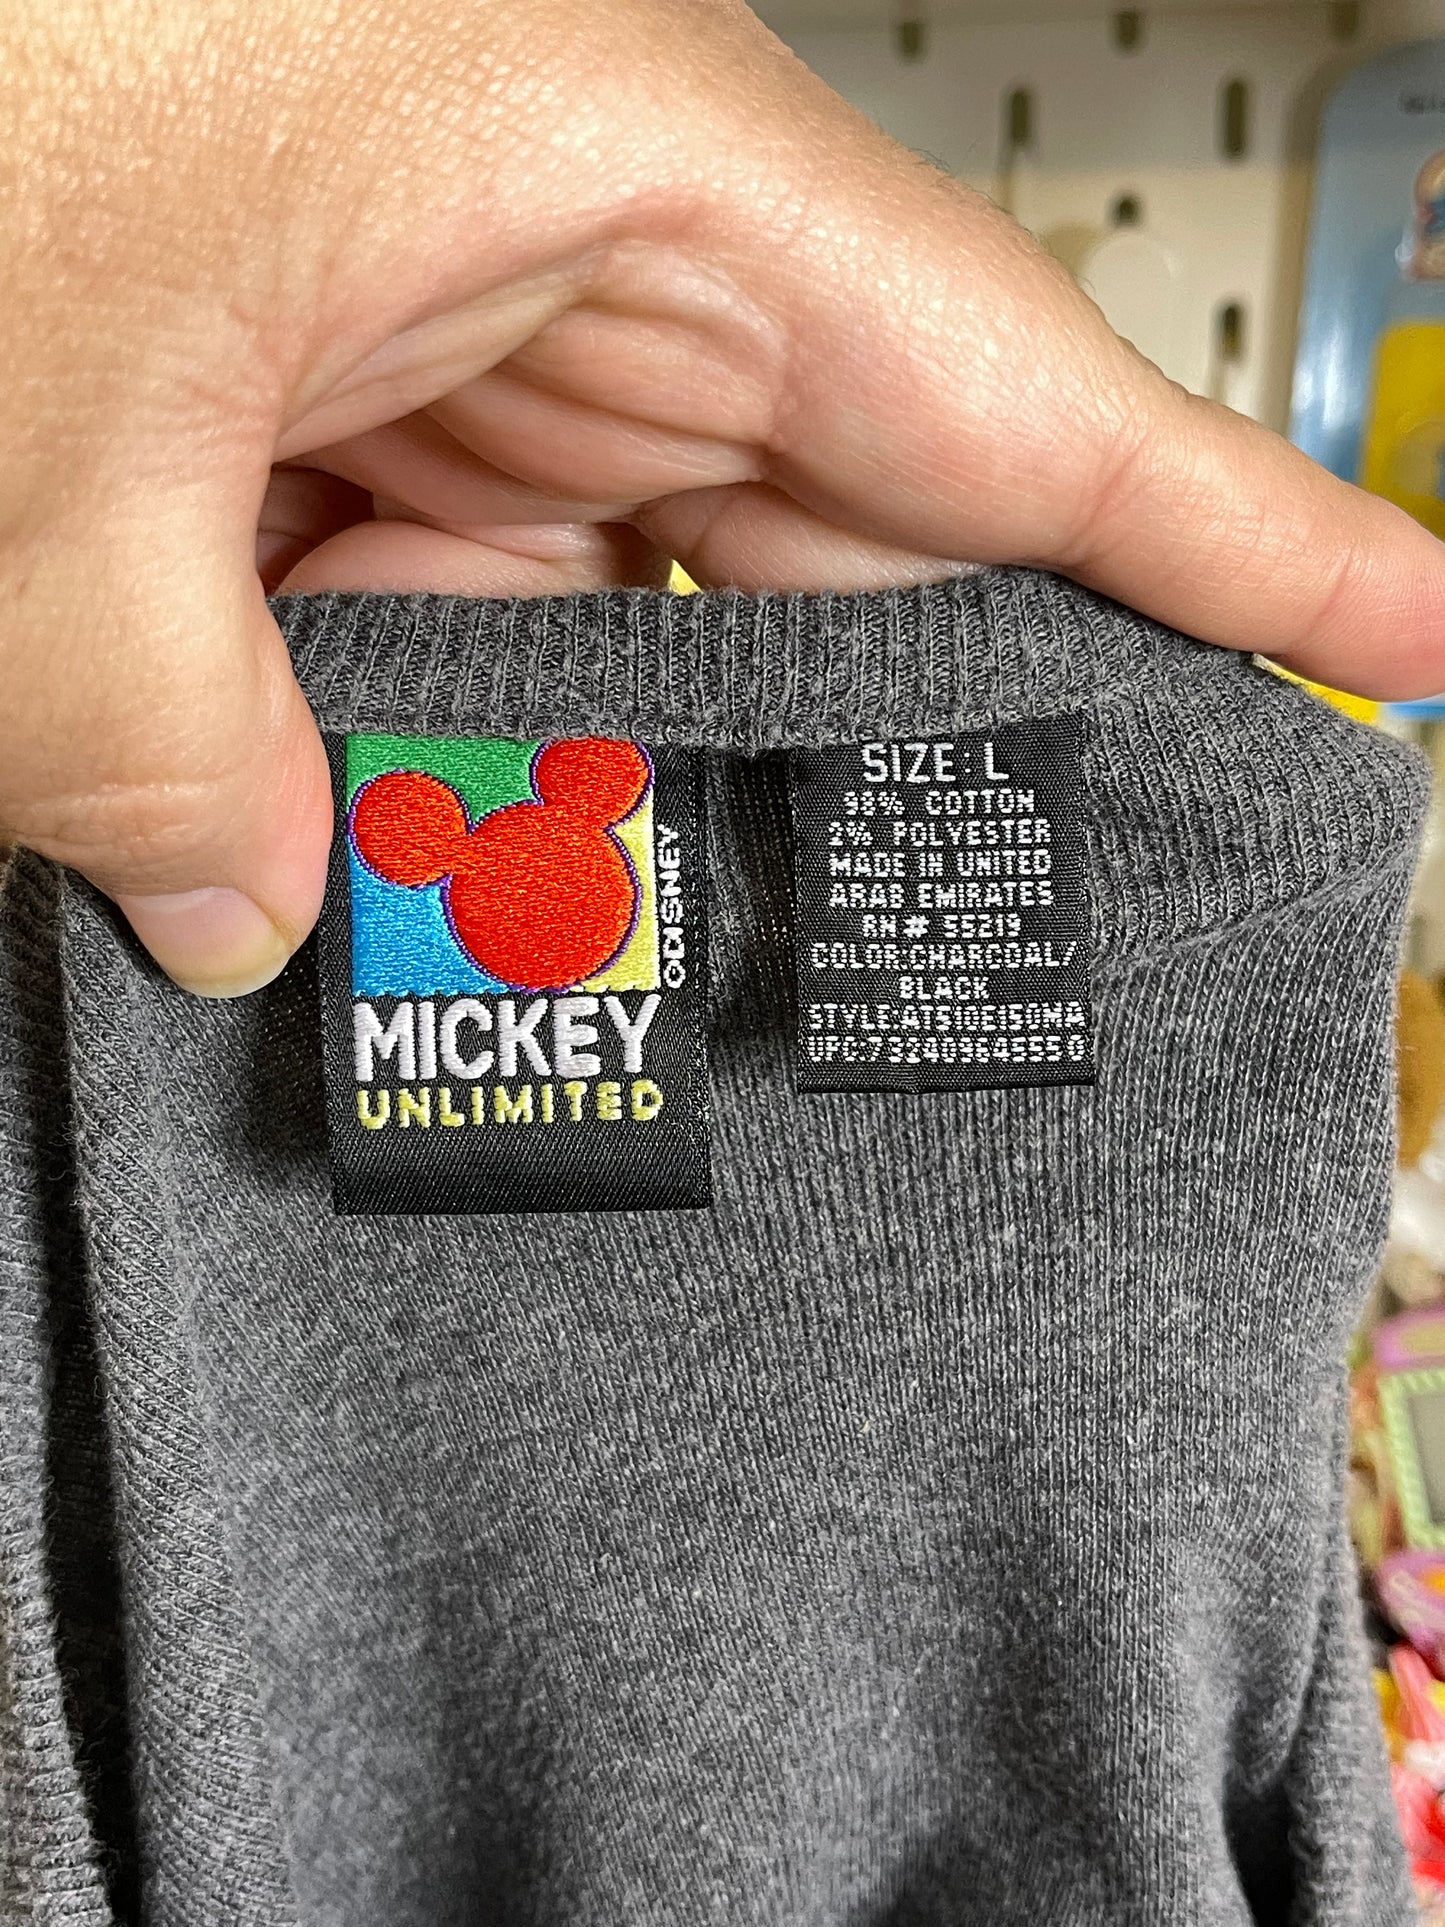 ©DISNEY
MICKEY
UNLIMITED
SIZE: L
98% COTTON
2% POLYESTER
MADE IN UNITED
ARAB EMIRATES
RN# 55219
COLOR:CHARCOAL/
BLACK